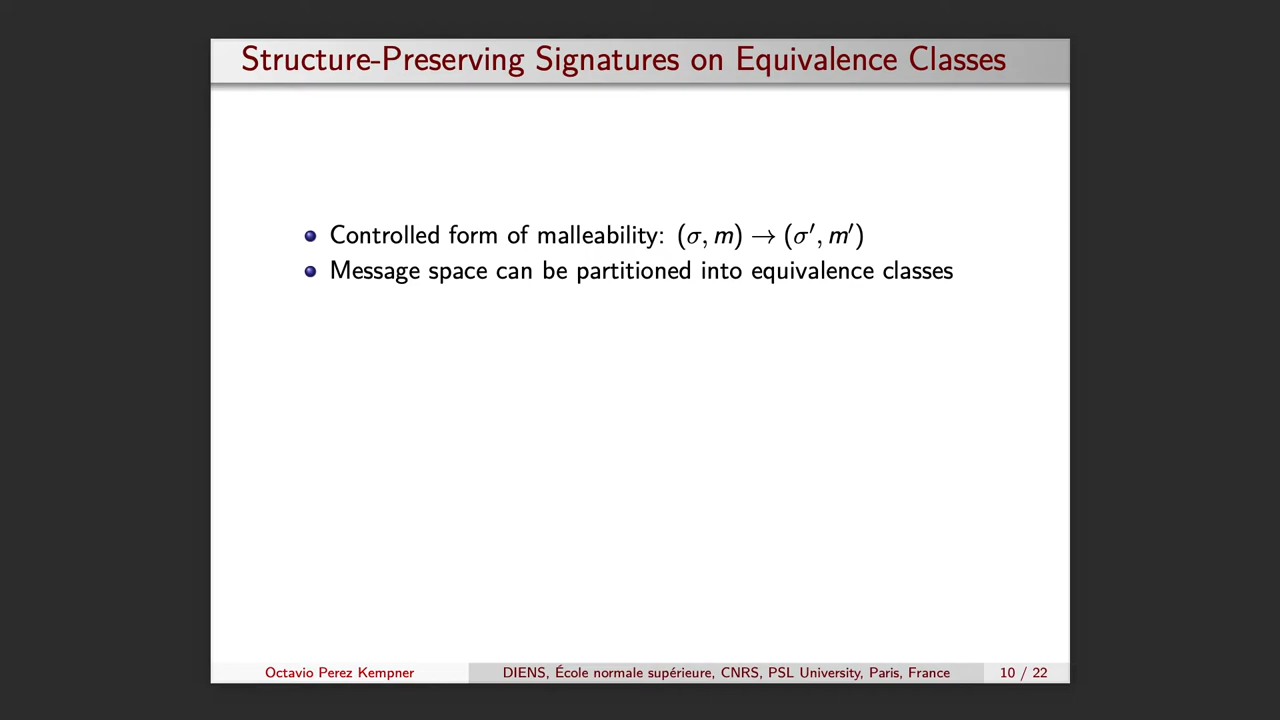 Structure-Preserving Signatures on Equivalence Classes
Controlled form of malleability: (σ, m) → (σ′, m′)
Message space can be partitioned into equivalence classes
Octavio Perez Kempner
DIENS, École normale supérieure, CNRS, PSL University, Paris, France
10 / 22